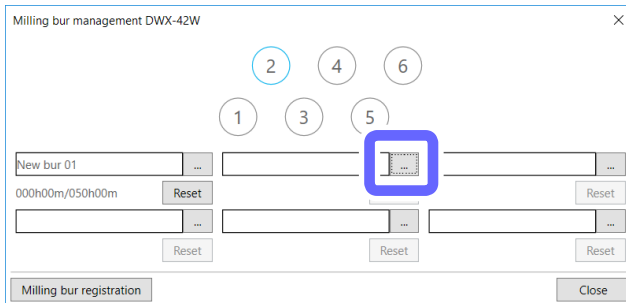 Milling bur management DWX-42W
2 4 6
1 3 5
New bur 01 ... ... ...
000h00m/050h00m Reset Reset
... ... ...
Reset Reset Reset
Milling bur registration Close